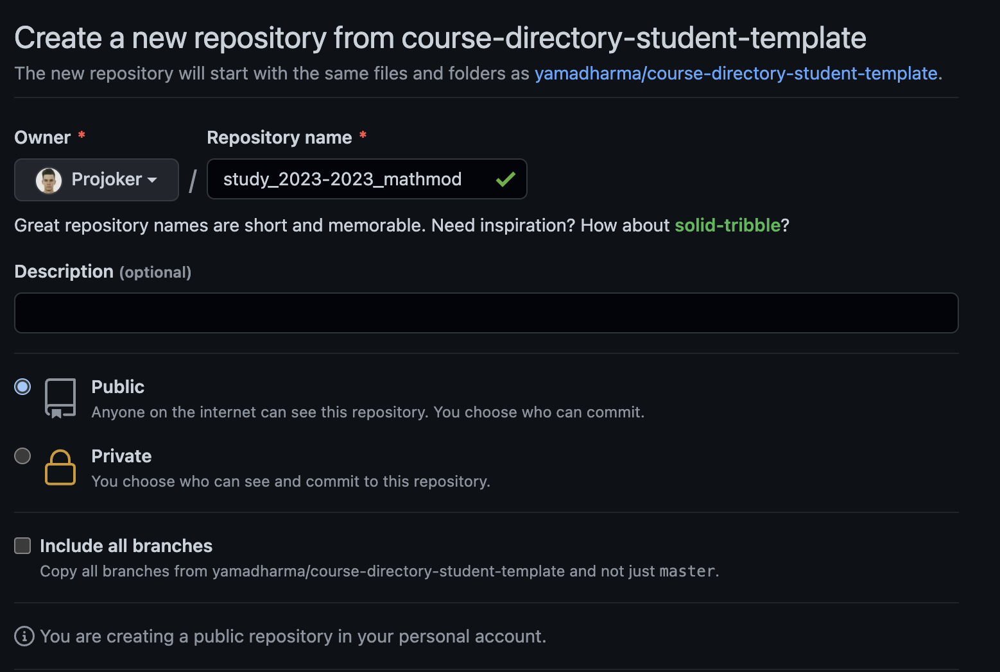 Create a new repository from course-directory-student-template
The new repository will start with the same files and folders as yamadharma/course-directory-student-template.
Owner * Repository name *
Projoker / study_2023-2023_mathmod
Great repository names are short and memorable. Need inspiration? How about solid-tribble?
Description (optional)
Public
Anyone on the internet can see this repository. You choose who can commit.
Private
You choose who can see and commit to this repository.
Include all branches
Copy all branches from yamadharma/course-directory-student-template and not just master.
You are creating a public repository in your personal account.